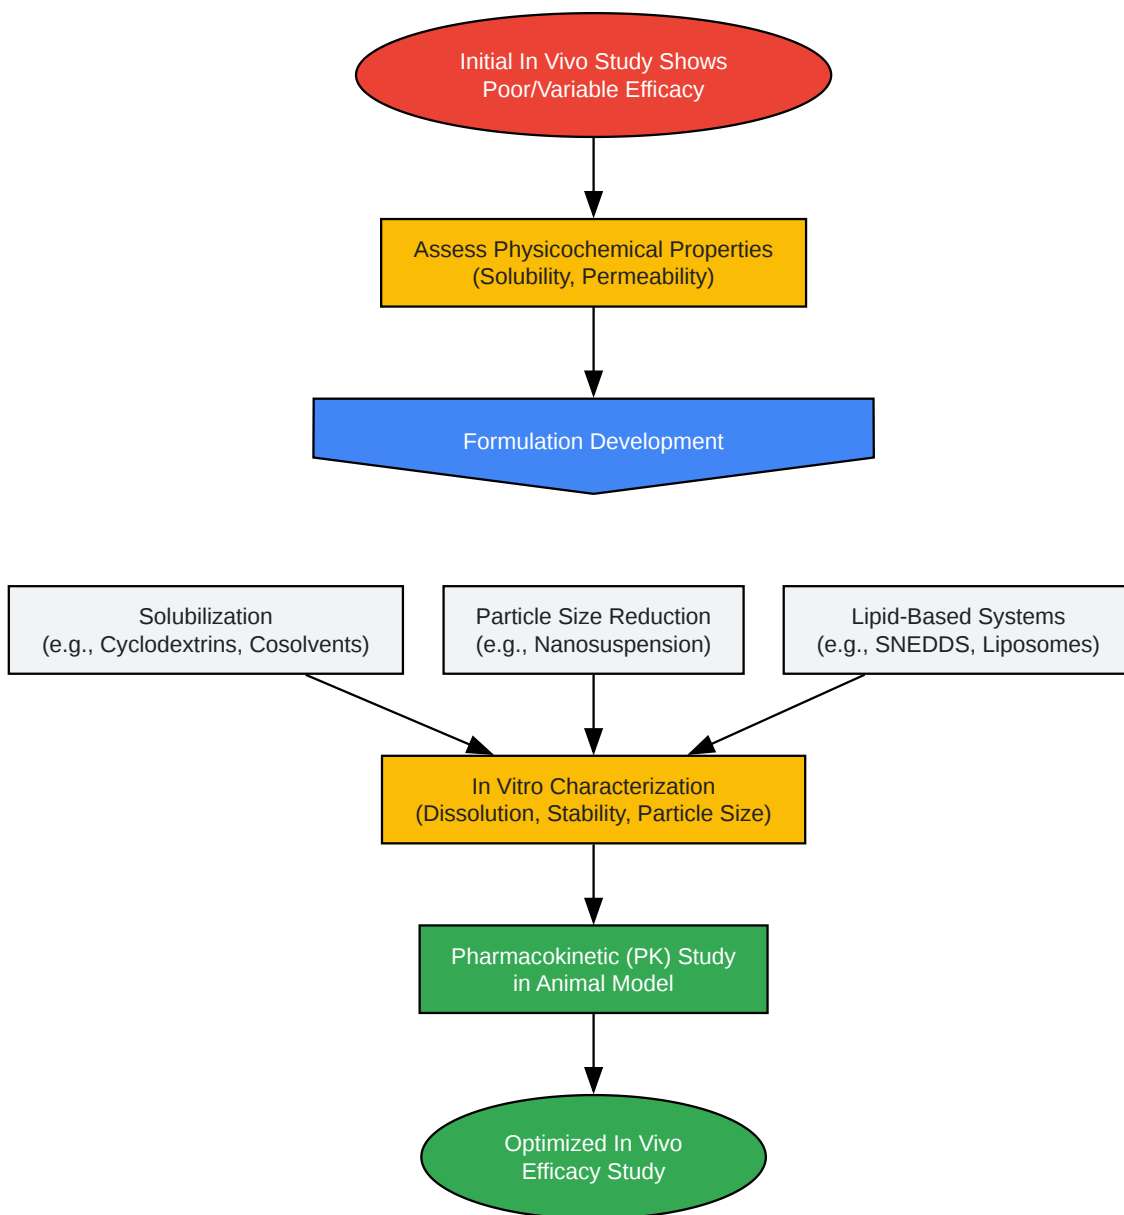 Initial In Vivo Study Shows
Poor/Variable Efficacy
Assess Physicochemical Properties
(Solubility, Permeability)
Formulation Development
Solubilization
(e.g., Cyclodextrins, Cosolvents)
Particle Size Reduction
(e.g., Nanosuspension)
Lipid-Based Systems
(e.g., SNEDDS, Liposomes)
In Vitro Characterization
(Dissolution, Stability, Particle Size)
Pharmacokinetic (PK) Study
in Animal Model
Optimized In Vivo
Efficacy Study